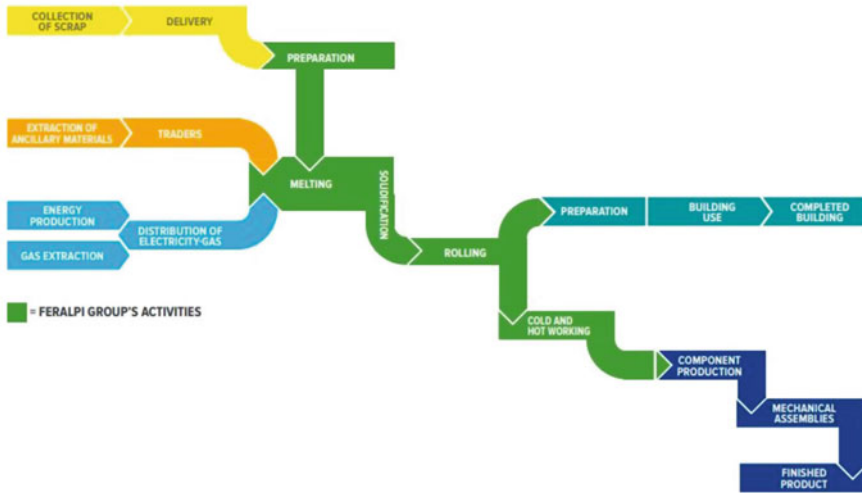 COLLECTION
OF SCRAP
DELIVERY
PREPARATION
EXTRACTION OF
ANCILLARY MATERIALS
TRADERS
MELTING
SOLIDIFICATION
ENERGY
PRODUCTION
DISTRIBUTION OF
ELECTRICITY-GAS
GAS EXTRACTION
PREPARATION
BUILDING
USE
COMPLETED
BUILDING
ROLLING
= FERALPI GROUP'S ACTIVITIES
COLD AND
HOT WORKING
COMPONENT
PRODUCTION
MECHANICAL
ASSEMBLIES
FINISHED
PRODUCT